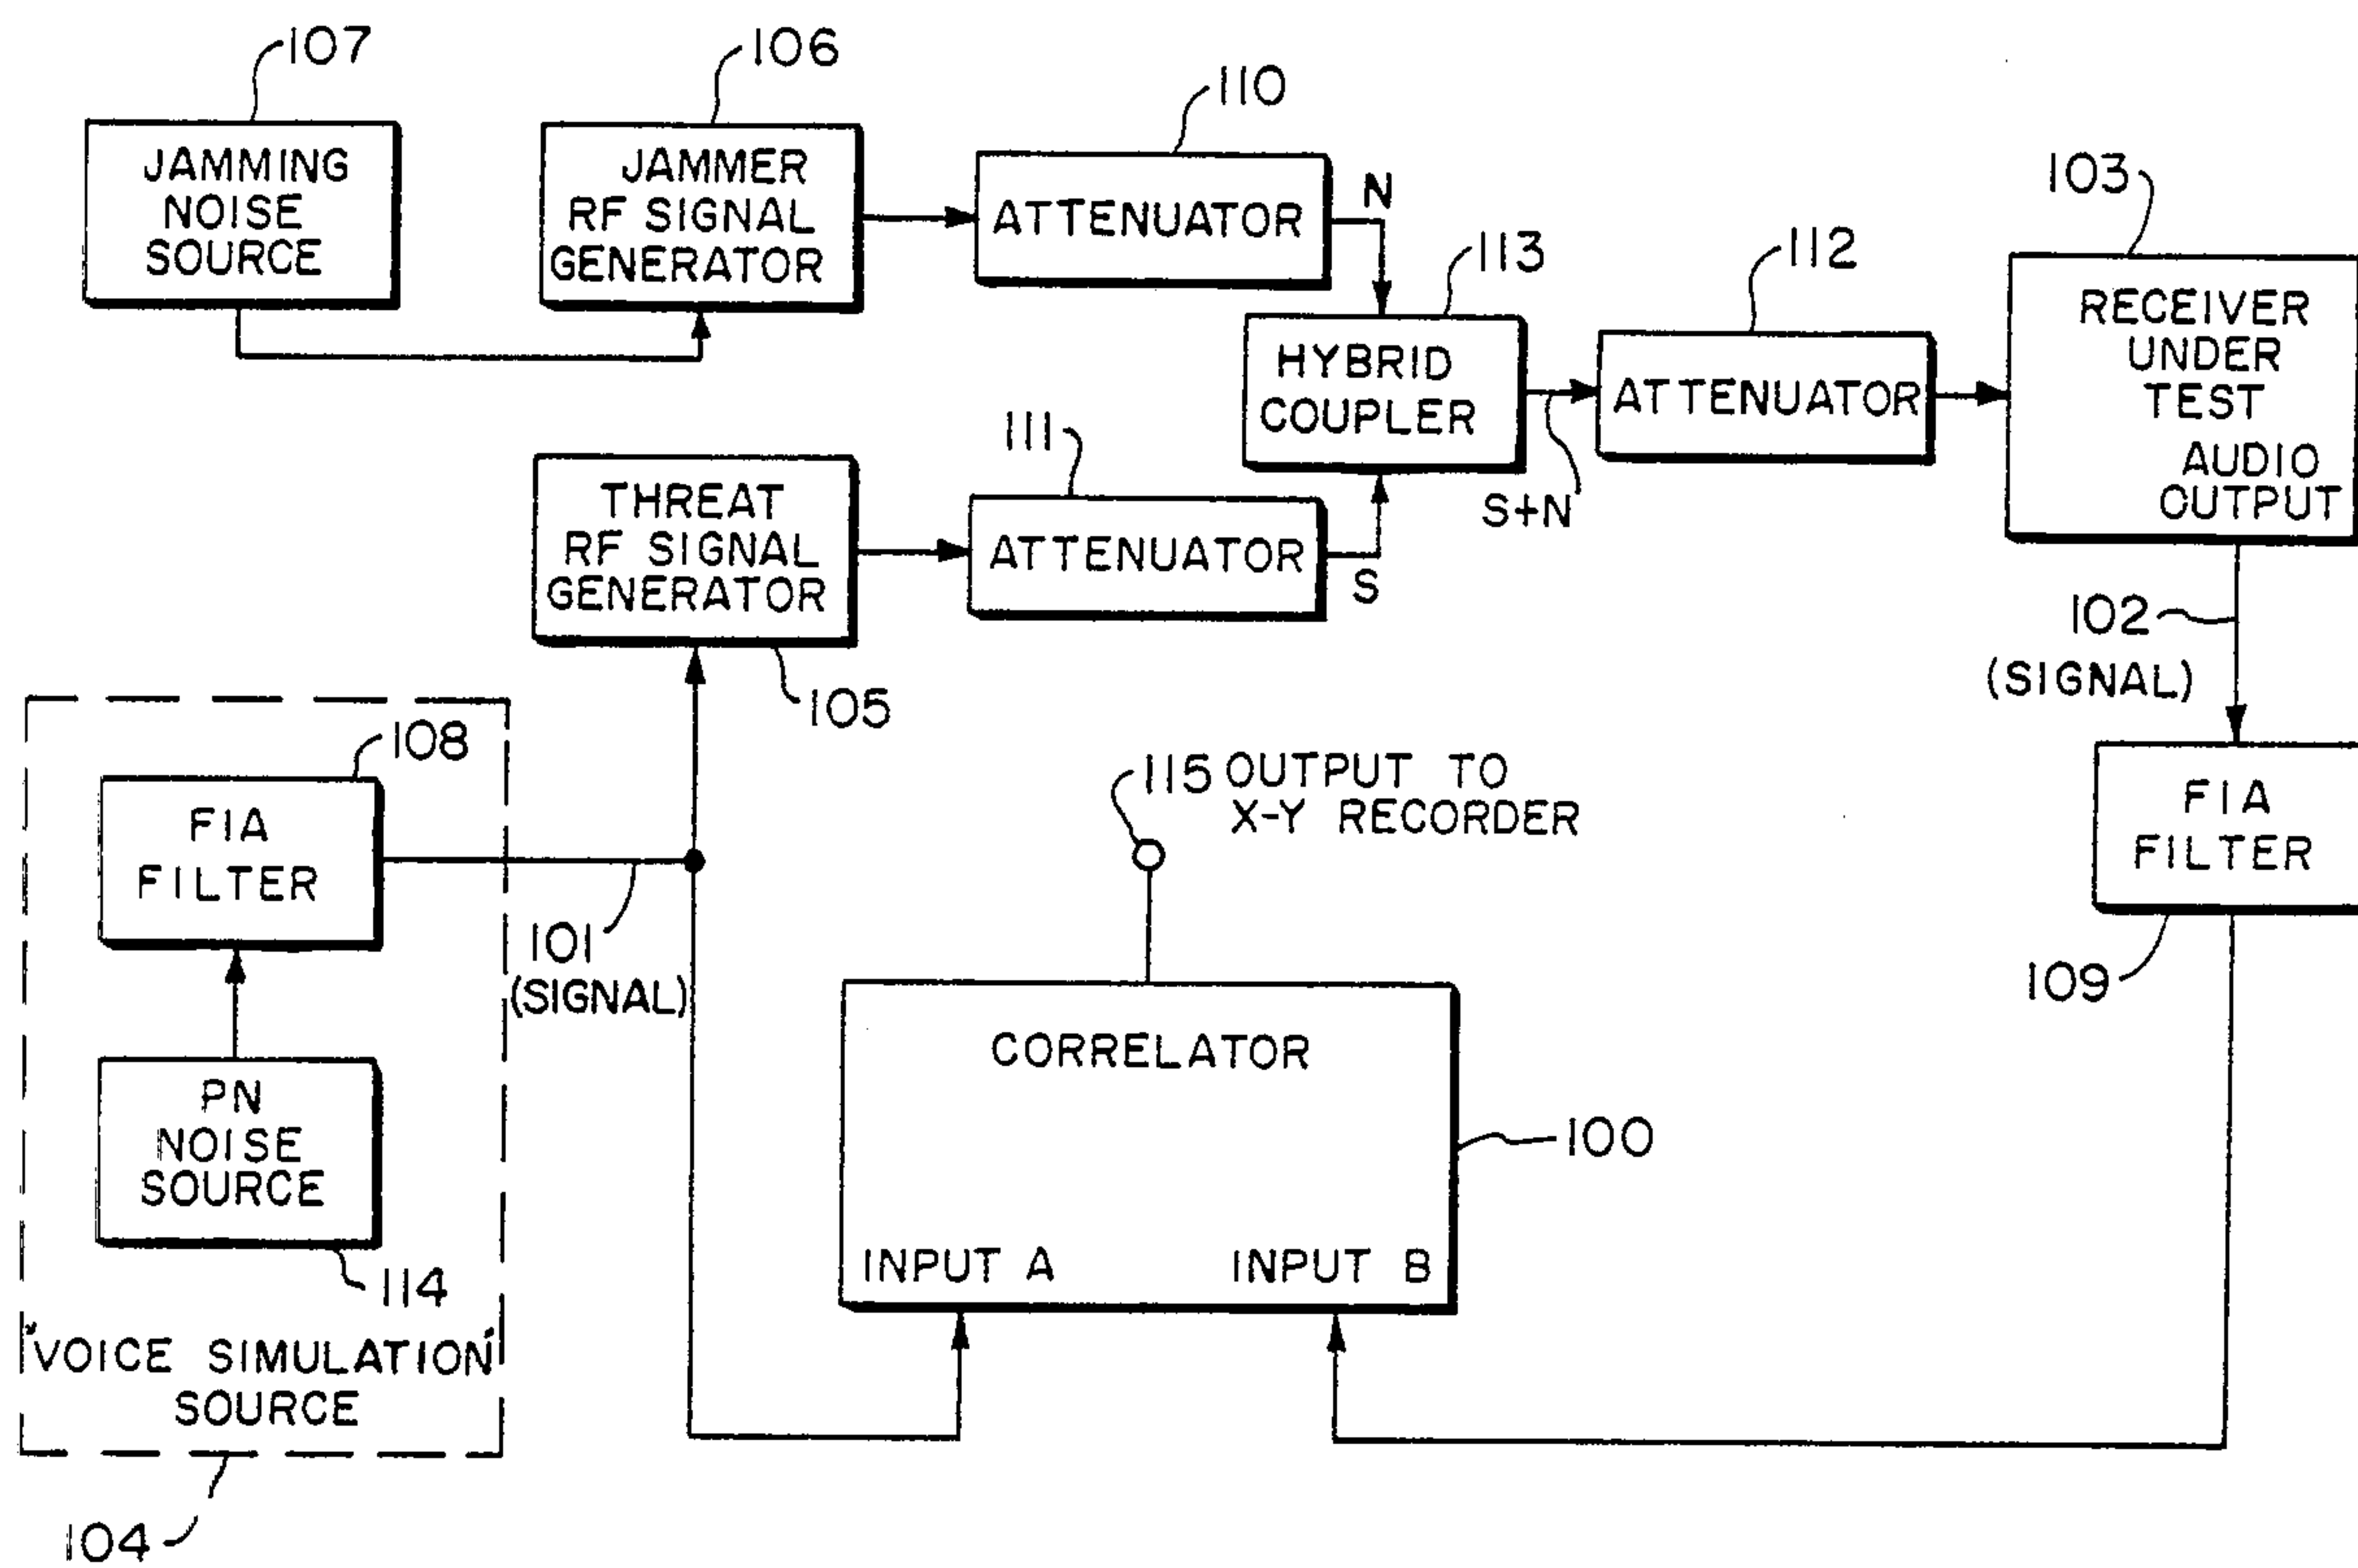 107
106
110
103
JAMMING
NOISE
SOURCE
JAMMER
RF SIGNAL
GENERATOR
ATTENUATOR
N
113
112
HYBRID
COUPLER
ATTENUATOR
RECEIVER
UNDER
TEST
AUDIO
OUTPUT
111
THREAT
RF SIGNAL
GENERATOR
ATTENUATOR
S
S+N
105
102
(SIGNAL)
108
FIA
FILTER
101
(SIGNAL)
115 OUTPUT TO
X-Y RECORDER
FIA
FILTER
109
PN
NOISE
SOURCE
114
"VOICE SIMULATION"
SOURCE
104
CORRELATOR
100
INPUT A
INPUT B